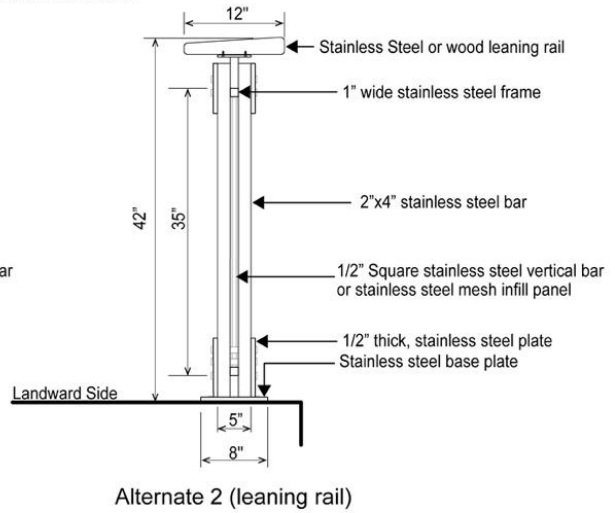 12"
Stainless Steel or wood leaning rail
1” wide stainless steel frame
42"
35"
2”x4” stainless steel bar
ar
1/2” Square stainless steel vertical bar
or stainless steel mesh infill panel
1/2” thick, stainless steel plate
Stainless steel base plate
Landward Side
5"
8"
Alternate 2 (leaning rail)